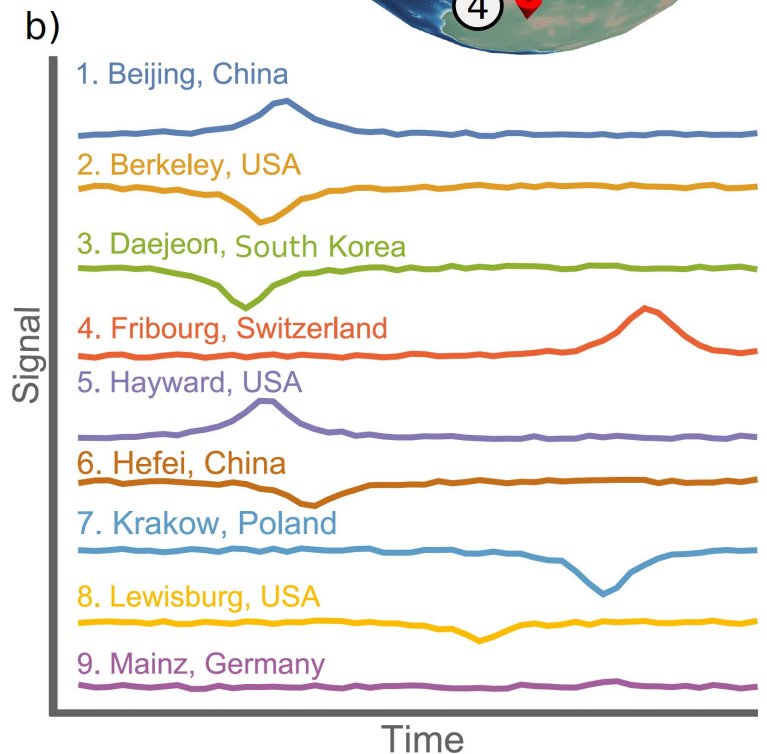 4
b)
1. Beijing, China
2. Berkeley, USA
3. Daejeon, South Korea
4. Fribourg, Switzerland
5. Hayward, USA
6. Hefei, China
7. Krakow, Poland
8. Lewisburg, USA
9. Mainz, Germany
Signal
Time